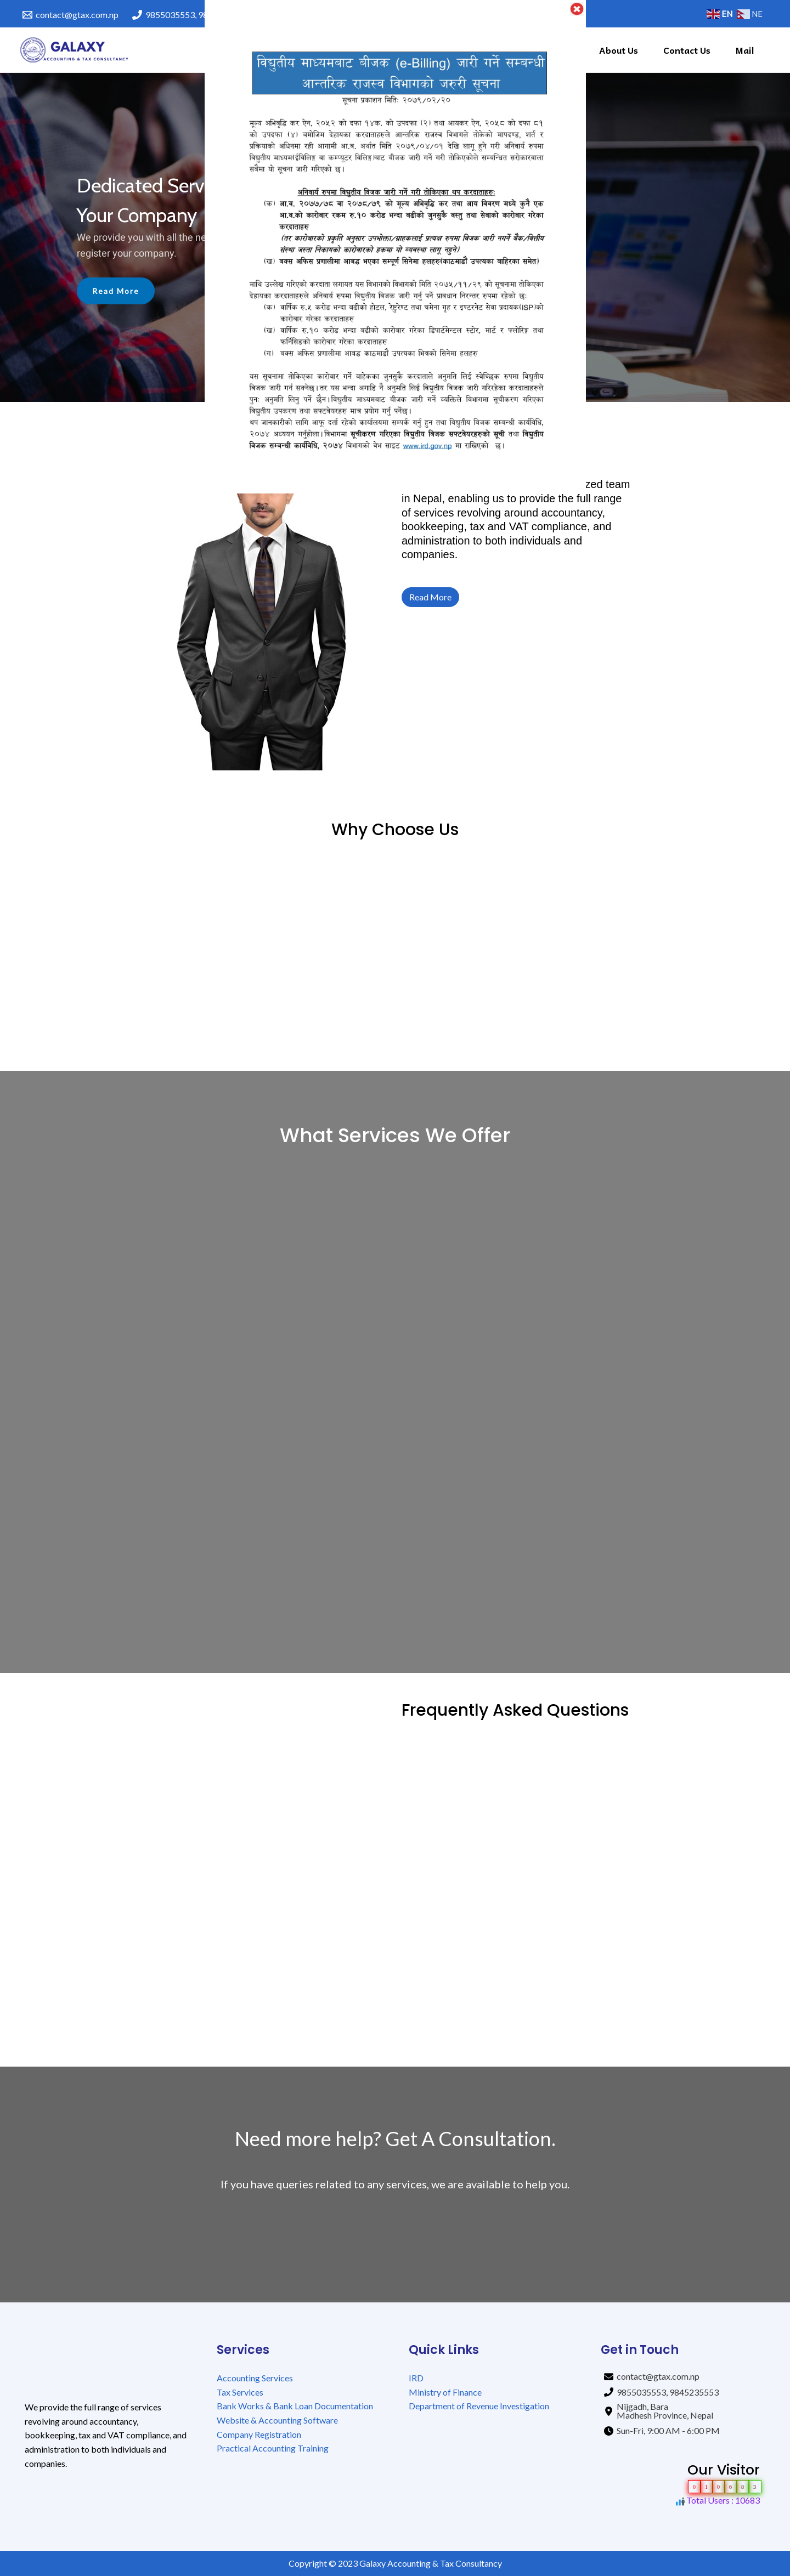 contact@gtax.com.np
9855035553, 98
EN
NE
GALAXY
ACCOUNTING & TAX CONSULTANCY
About Us
Contact Us
Mail
Dedicated Serv
Your Company
We provide you with all the ne
register your company.
Read More
विद्युतीय माध्यमबाट बीजक (e-Billing) जारी गर्ने सम्बन्धी
आन्तरिक राजस्व विभागको जरुरी सूचना
सूचना प्रकाशन मितिः २०७९/०२/२०
मूल्य अभिवृद्धि कर ऐन, २०५२ को दफा १४क. को उपदफा (२) तथा आयकर ऐन, २०५८ को दफा ८१
को उपदफा (४) बमोजिम देहायका करदाताहरुले आन्तरिक राजस्व विभागले तोकेको मापदण्ड, शर्त र
प्रक्रियाको अधिनमा रही आगामी आ.व. अर्थात मिति २०७९/०४/०१ देखि लागू हुने गरी अनिवार्य रुपमा
विद्युतीय माध्यम(ईबिलिङ्ग वा कम्प्यूटर बिलिङ्ग)बाट बीजक जारी गर्ने गरी तोकिएकोले सम्बन्धित सरोकारवाला
सबैमा यो सूचना जारी गरिएको छ।
अनिवार्य रुपमा विद्युतीय विजक जारी गर्ने गरी तोकिएका थप करदाताहरु:
(क) आ.व. २०७७/७८ वा २०७८/७९ को मूल्य अभिवृद्धि कर तथा आय विवरण मध्ये कुनै एक
आ.व.को कारोवार रकम रु.१० करोड भन्दा बढीको जुनसुकै वस्तु तथा सेवाको कारोवार गरेका
करदाताहरु
(तर कारोवारको प्रकृति अनुसार उपभोक्ता/ग्राहकलाई प्रत्यक्ष रुपमा बिजक जारी नगर्ने बैंक/वित्तीय
संस्था जस्ता निकायको कारोवारको हकमा यो व्यवस्था लागू नहुने)
(ख) बक्स अफिस प्रणालीमा आवद्ध भएका सम्पूर्ण सिनेमा हलहरु(काठमाडौं उपत्यका बाहिरका समेत)
माथि उल्लेख गरिएको करदाता लगायत यस विभागको विभागको मिति २०७५/११/२९ को सूचनामा तोकिएका
देहायका करदाताहरुले अनिवार्य रुपमा विद्युतीय विजक जारी गर्नु पर्ने प्रावधान निरन्तर रुपमा रहेको छः
(क) वार्षिक रु.५ करोड भन्दा बढीको होटल, रेष्टुरेण्ट तथा चमेना गृह र इण्टरनेट सेवा प्रदायक(ISP)को
कारोवार गरेका करदाताहरु
(ख) वार्षिक रु.१० करोड भन्दा बढीको कारोवार गरेका डिपार्टमेण्टल स्टोर, मार्ट र फ्लोरिङ्ग तथा
फर्निसिङ्गको कारोवार गरेका करदाताहरु
(ग) बक्स अफिस प्रणालीमा आवद्ध काठमाडौं उपत्यका भित्रको सिनेमा हलहरु
यस सूचनामा तोकिएका कारोवार गर्ने बाहेकका जुनसुकै करदाताले अनुमति लिई स्वेच्छिक रुपमा विद्युतीय
विजक जारी गर्न सक्नेछ।तर यस भन्दा अगाडि नै अनुमति लिई विद्युतीय विजक जारी गरिरहेका करदाताहरुले
पुनः अनुमति लिनु पर्ने छैन।विद्युतीय माध्यमबाट बीजक जारी गर्ने व्यक्तिले विभागमा सूचीकरण गरिएका
विद्युतीय उपकरण तथा सफ्टवेयरहरु मात्र प्रयोग गर्नु पर्नेछ।
थप जानकारीको लागि आफू दर्ता रहेको कार्यालयमा सम्पर्क गर्नु हुन तथा विद्युतीय विजक सम्बन्धी कार्यविधि,
२०७४ अध्ययन गर्नुहोला।विभागमा सूचीकरण गरिएका विद्युतीय विजक सफ्टवेयरहरुको सूची तथा विद्युतीय
विजक सम्बन्धी कार्यविधि, २०७४ विभागको वेभ साइट www.ird.gov.np मा राखिएको छ।
zed team
in Nepal, enabling us to provide the full range
of services revolving around accountancy,
bookkeeping, tax and VAT compliance, and
administration to both individuals and
companies.
Read More
Why Choose Us
What Services We Offer
Frequently Asked Questions
Need more help? Get A Consultation.
If you have queries related to any services, we are available to help you.
We provide the full range of services
revolving around accountancy,
bookkeeping, tax and VAT compliance, and
administration to both individuals and
companies.
Services
Accounting Services
Tax Services
Bank Works & Bank Loan Documentation
Website & Accounting Software
Company Registration
Practical Accounting Training
Quick Links
IRD
Ministry of Finance
Department of Revenue Investigation
Get in Touch
contact@gtax.com.np
9855035553, 9845235553
Nijgadh, Bara
Madhesh Province, Nepal
Sun-Fri, 9:00 AM - 6:00 PM
Our Visitor
0 1 0 6 8 3
Total Users : 10683
Copyright © 2023 Galaxy Accounting & Tax Consultancy